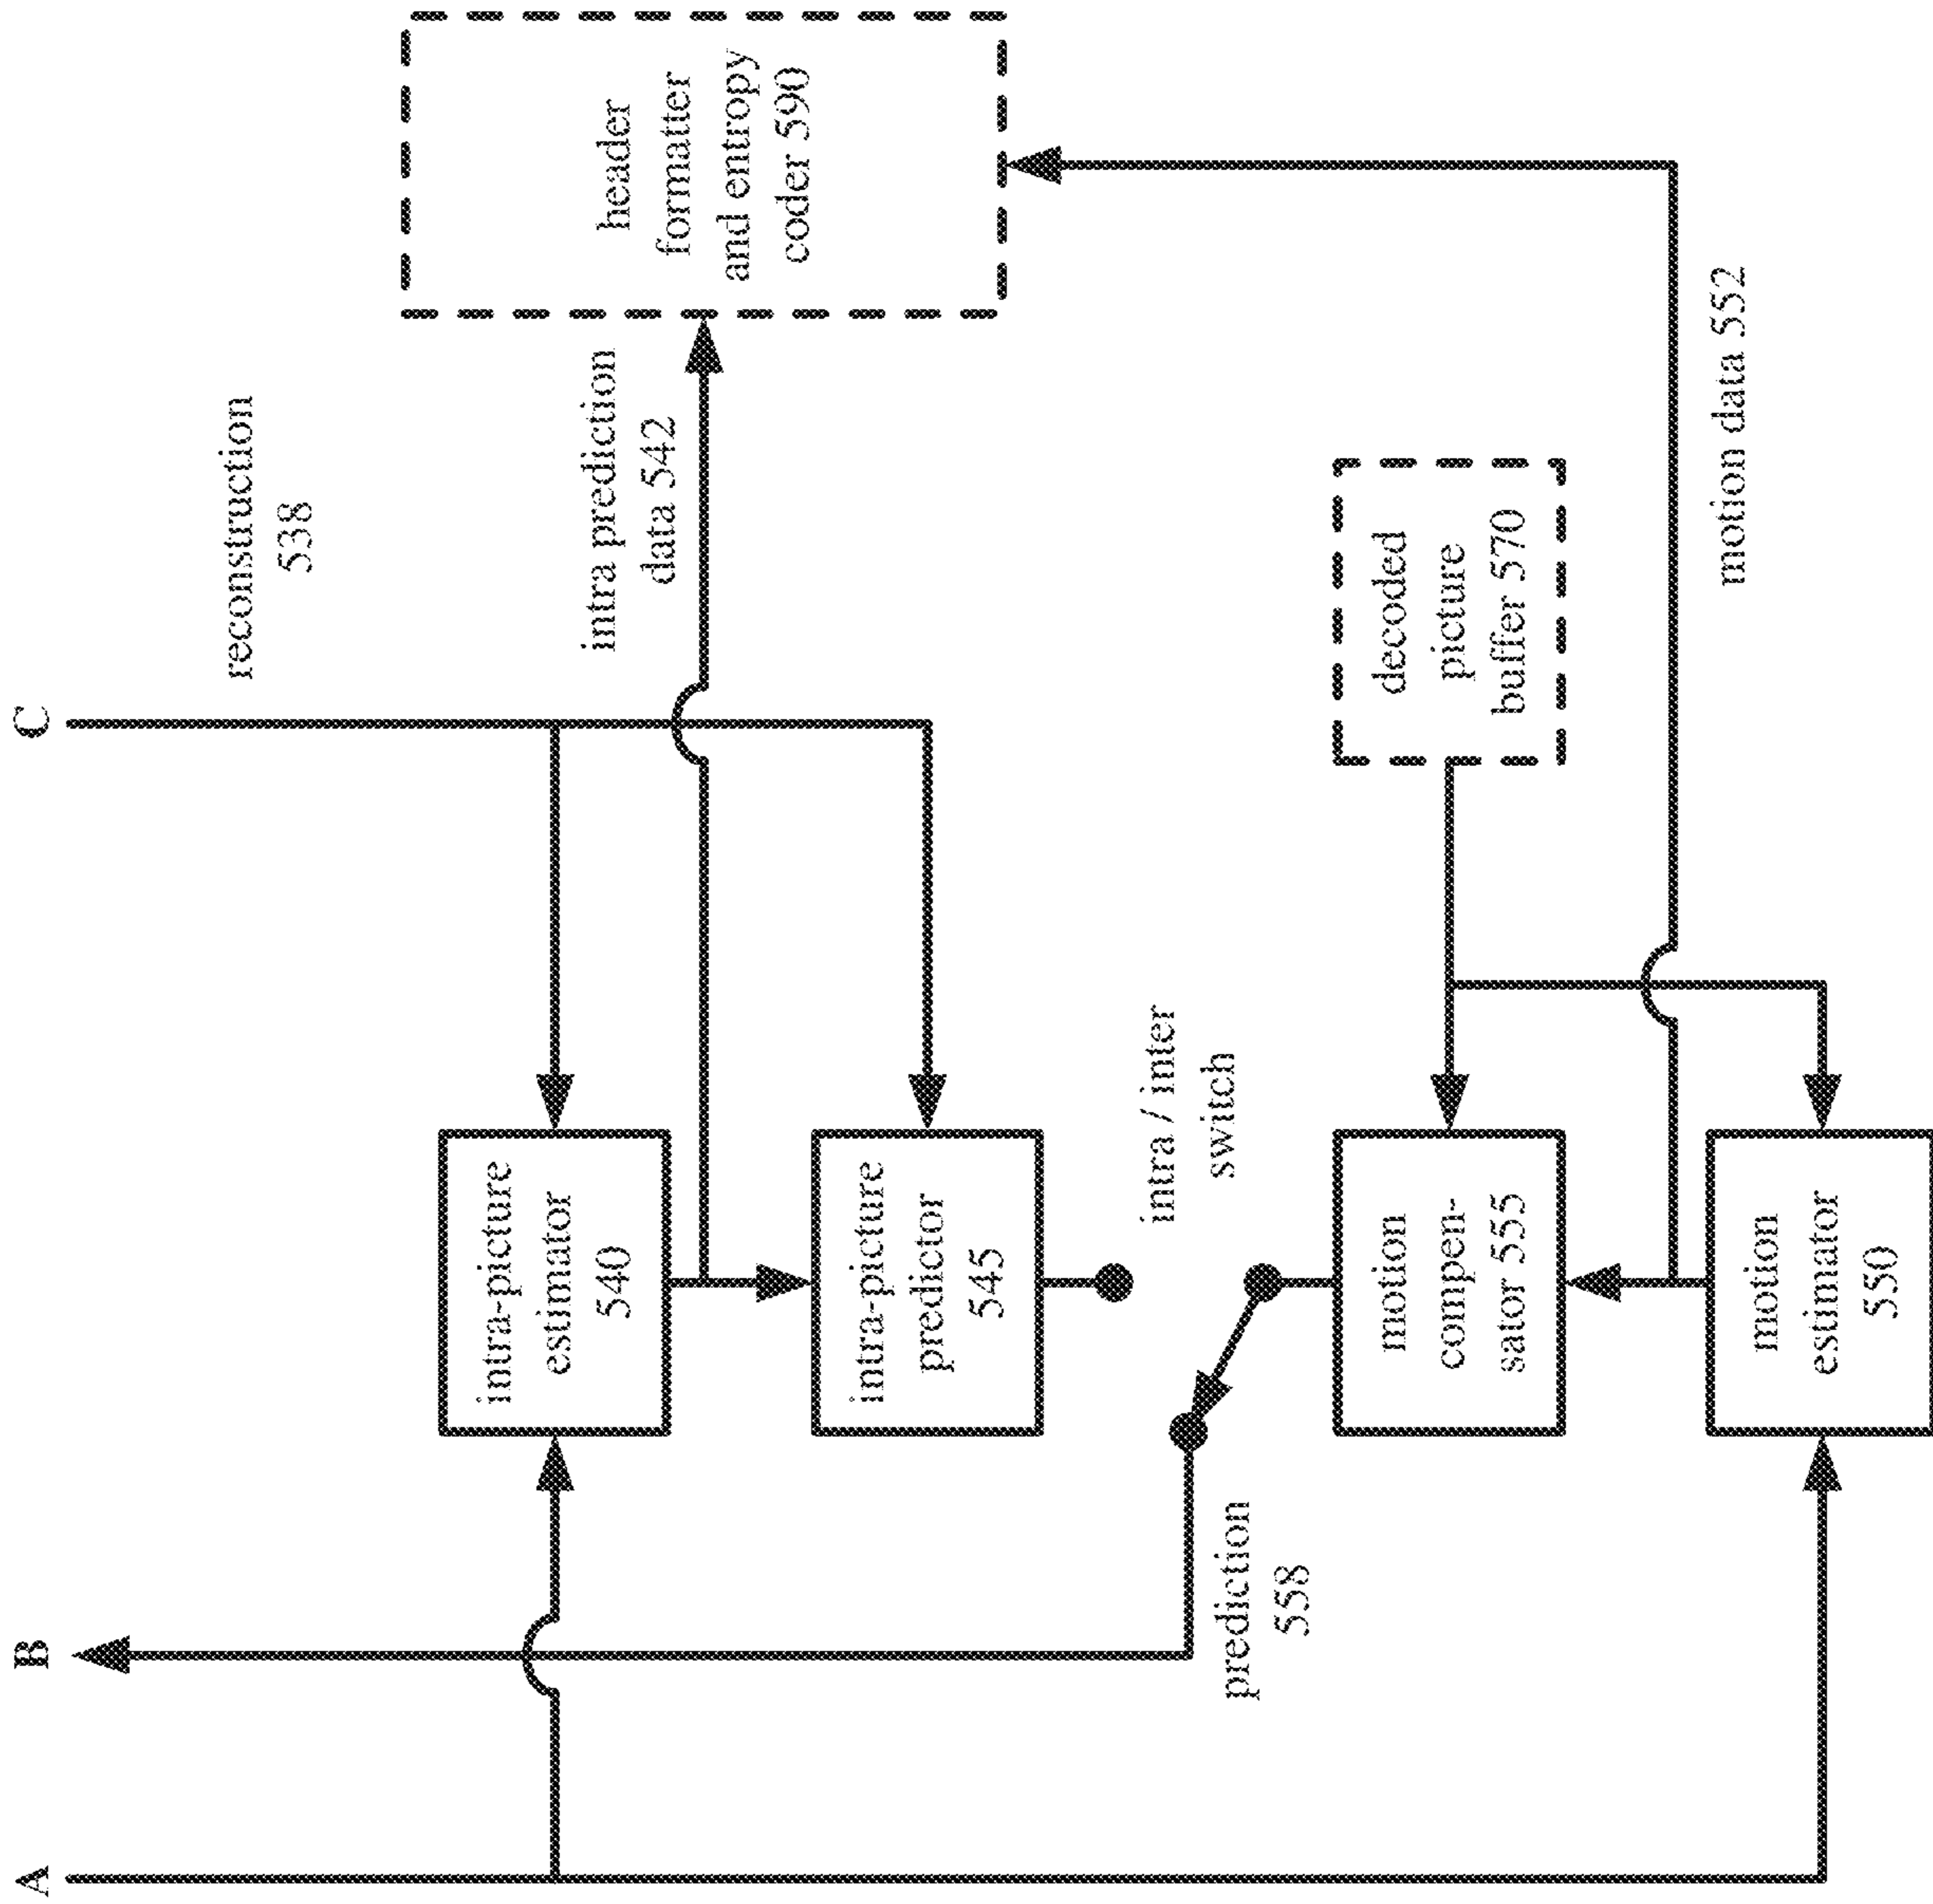 A
B
C
reconstruction
538
header
formatter
and entropy
coder 590
intra prediction
data 542
intra-picture
estimator
540
intra-picture
predictor
545
intra / inter
switch
prediction
558
decoded
picture
buffer 570
motion
compen-
sator 555
motion data 552
motion
estimator
550